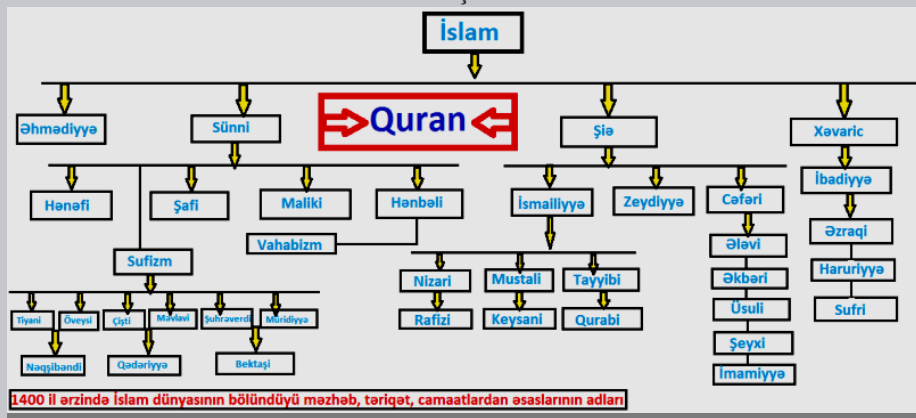 İslam
Əhmədiyyə
Sünni
Quran
Şiə
Xəvaric
Hənəfi
Şafi
Maliki
Hənbəli
İsmailiyyə
Zeydiyyə
Cəfəri
İbadiyyə
Vahabizm
Sufizm
Ələvi
Əzraqi
Nizari
Mustali
Tayyibi
Əkbəri
Haruriyyə
Rafizi
Keysani
Qurabi
Üsuli
Sufri
Tiyani
Öveysi
Çişti
Məvləvi
Şuhraverdi
Müridiyyə
Şeyxi
Nəqşibəndi
Qədəriyyə
Bektaşi
İmamiyyə
1400 il ərzində İslam dünyasının bölündüyü məzhəb, təriqət, camaatlardan əsaslarının adları